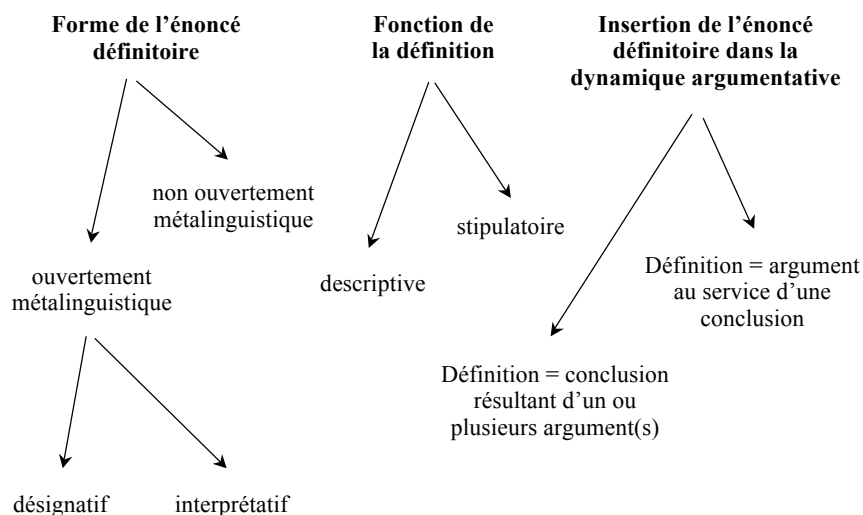 Forme de l’énoncé
définitoire
Fonction de
la définition
Insertion de l’énoncé
définitoire dans la
dynamique argumentative
non ouvertement
métalinguistique
ouvertement
métalinguistique
désignatif
interprétatif
stipulatoire
descriptive
Définition = argument
au service d’une
conclusion
Définition = conclusion
résultant d’un ou
plusieurs argument(s)